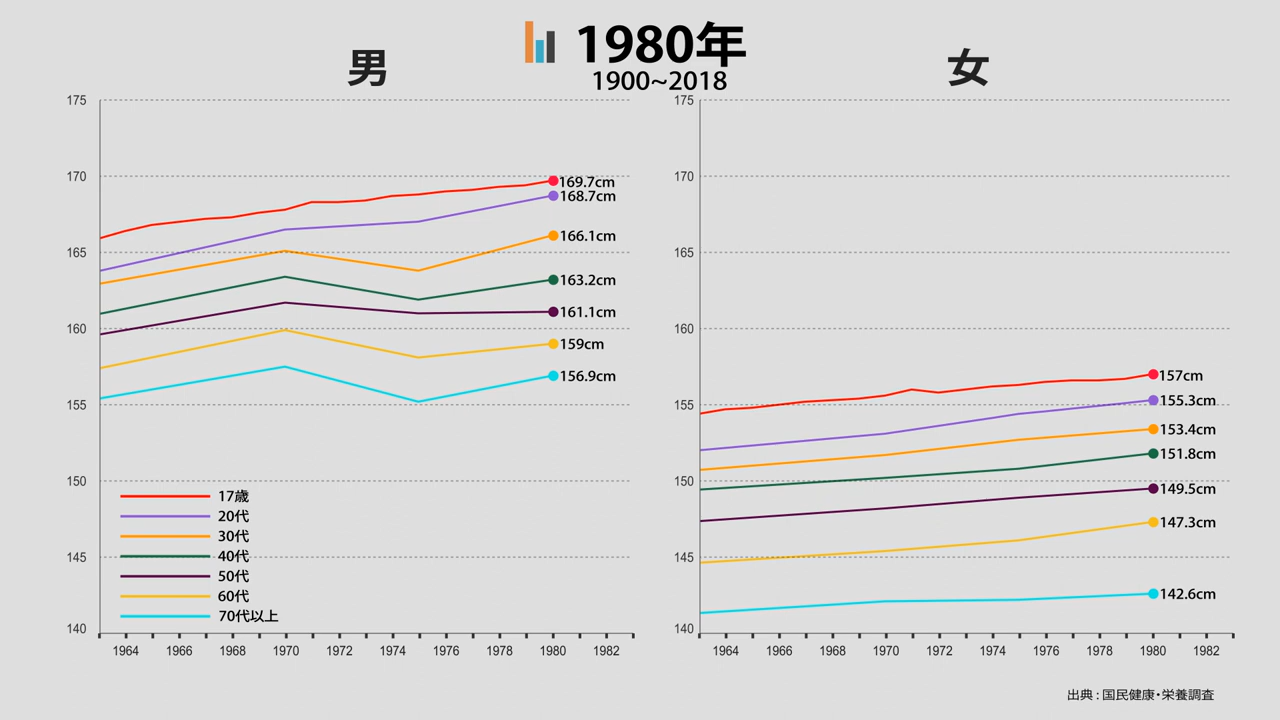 1980年
1900~2018
男
女
175
170
165
160
155
150
145
140
169.7cm
168.7cm
166.1cm
163.2cm
161.1cm
159cm
156.9cm
17歳
20代
30代
40代
50代
60代
70代以上
1964 1966 1968 1970 1972 1974 1976 1978 1980 1982
175
170
165
160
155
150
145
140
157cm
155.3cm
153.4cm
151.8cm
149.5cm
147.3cm
142.6cm
1964 1966 1968 1970 1972 1974 1976 1978 1980 1982
出典：国民健康・栄養調査